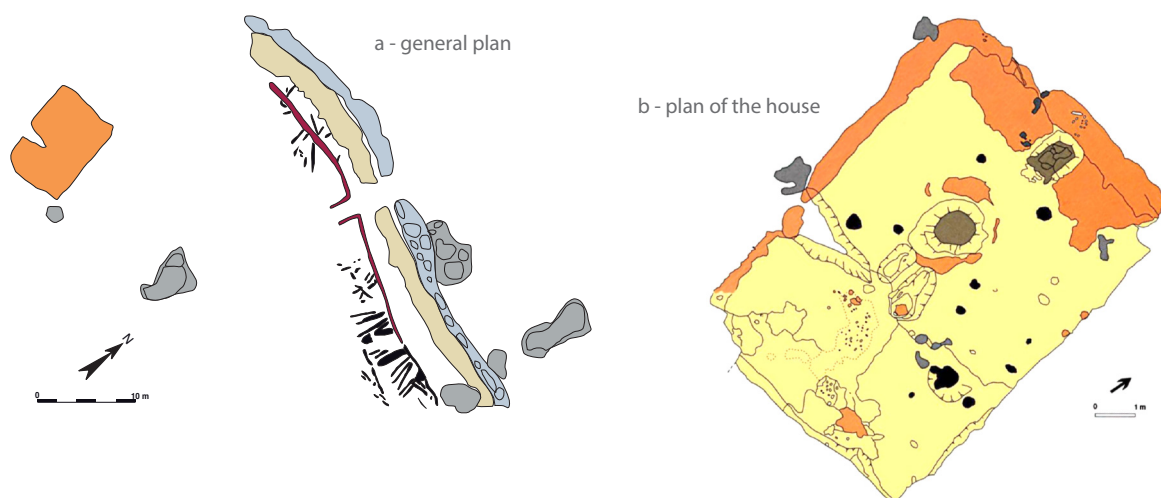 a - general plan
b - plan of the house
N
0 10 m
0 1 m